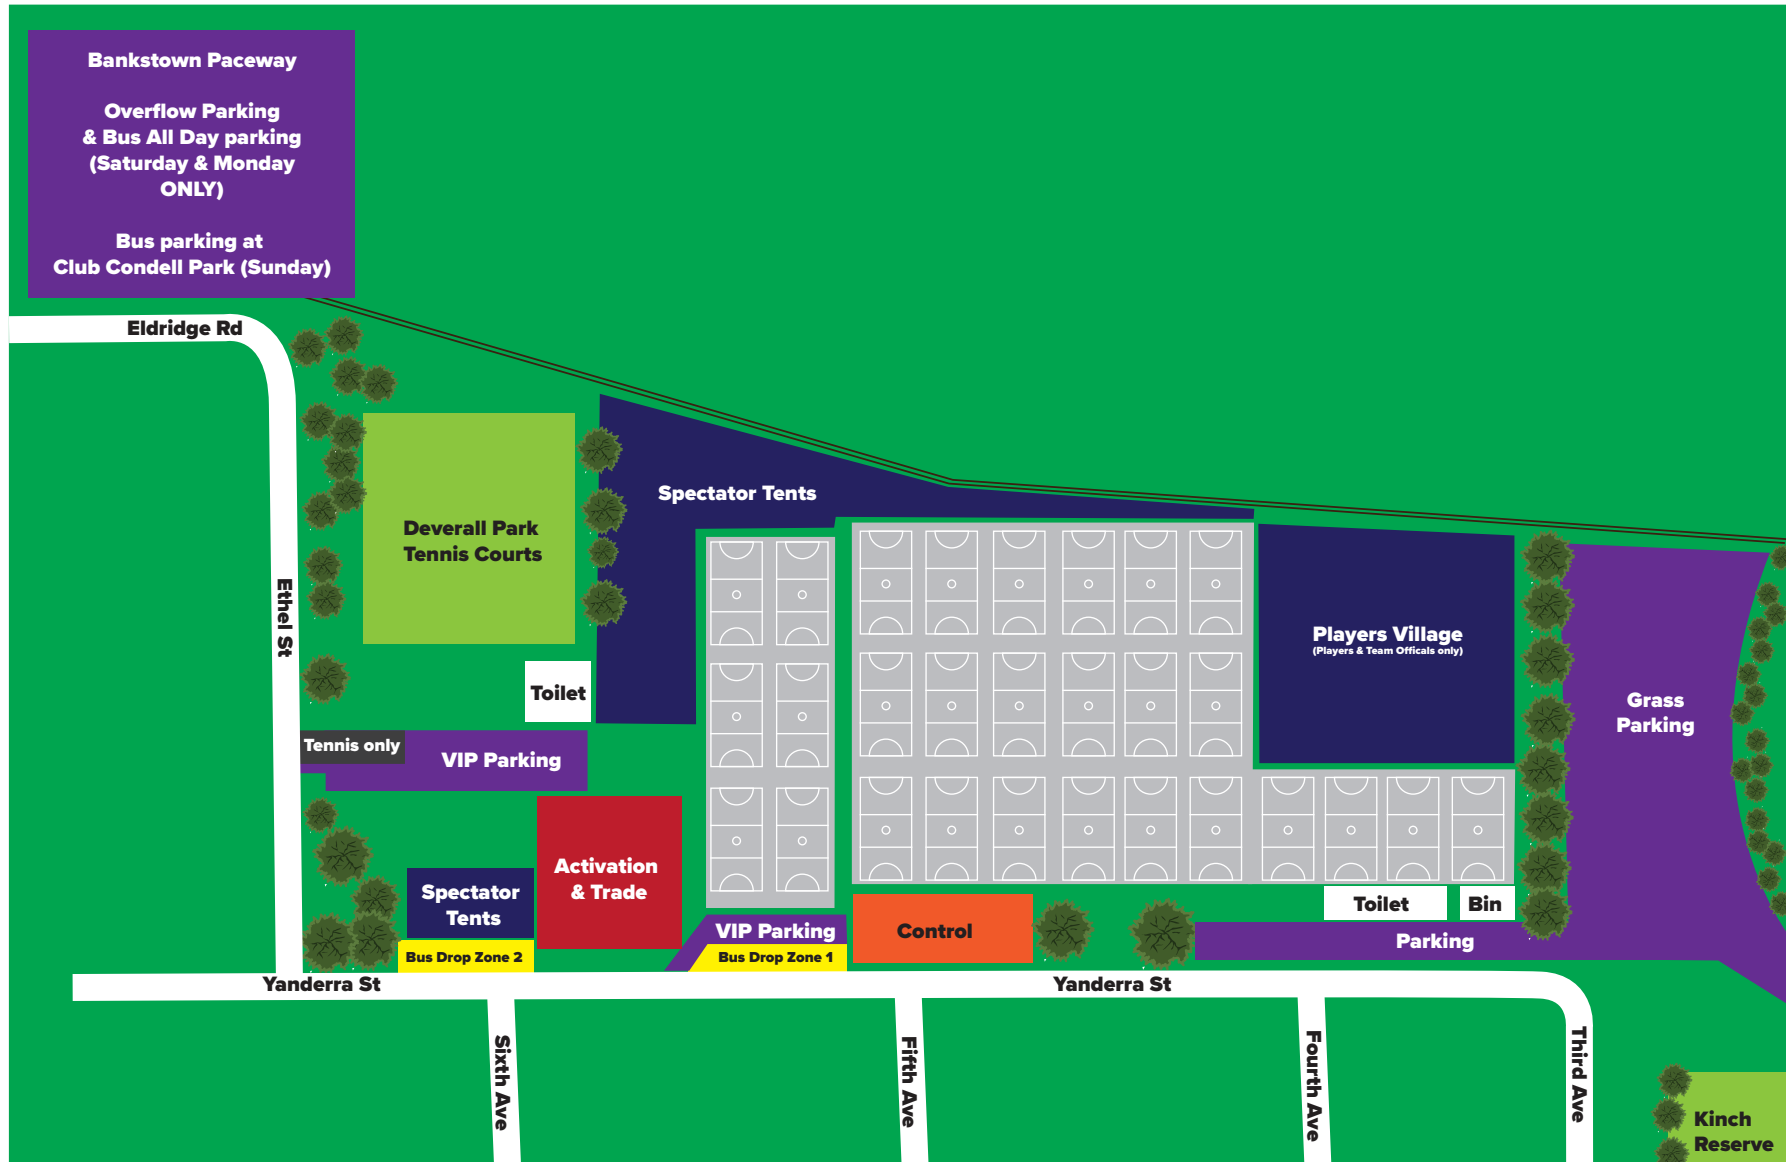 Bankstown Paceway
Overflow Parking
& Bus All Day parking
(Saturday & Monday
ONLY)
Bus parking at
Club Condell Park (Sunday)
Eldridge Rd
Spectator Tents
Deverall Park
Tennis Courts
Ethel St
Players Village
(Players & Team Officals only)
Toilet
Grass
Parking
Tennis only
VIP Parking
Activation
& Trade
Spectator
Tents
Toilet
Bin
VIP Parking
Control
Parking
Bus Drop Zone 2
Bus Drop Zone 1
Yanderra St
Yanderra St
Sixth Ave
Fifth Ave
Fourth Ave
Third Ave
Kinch
Reserve